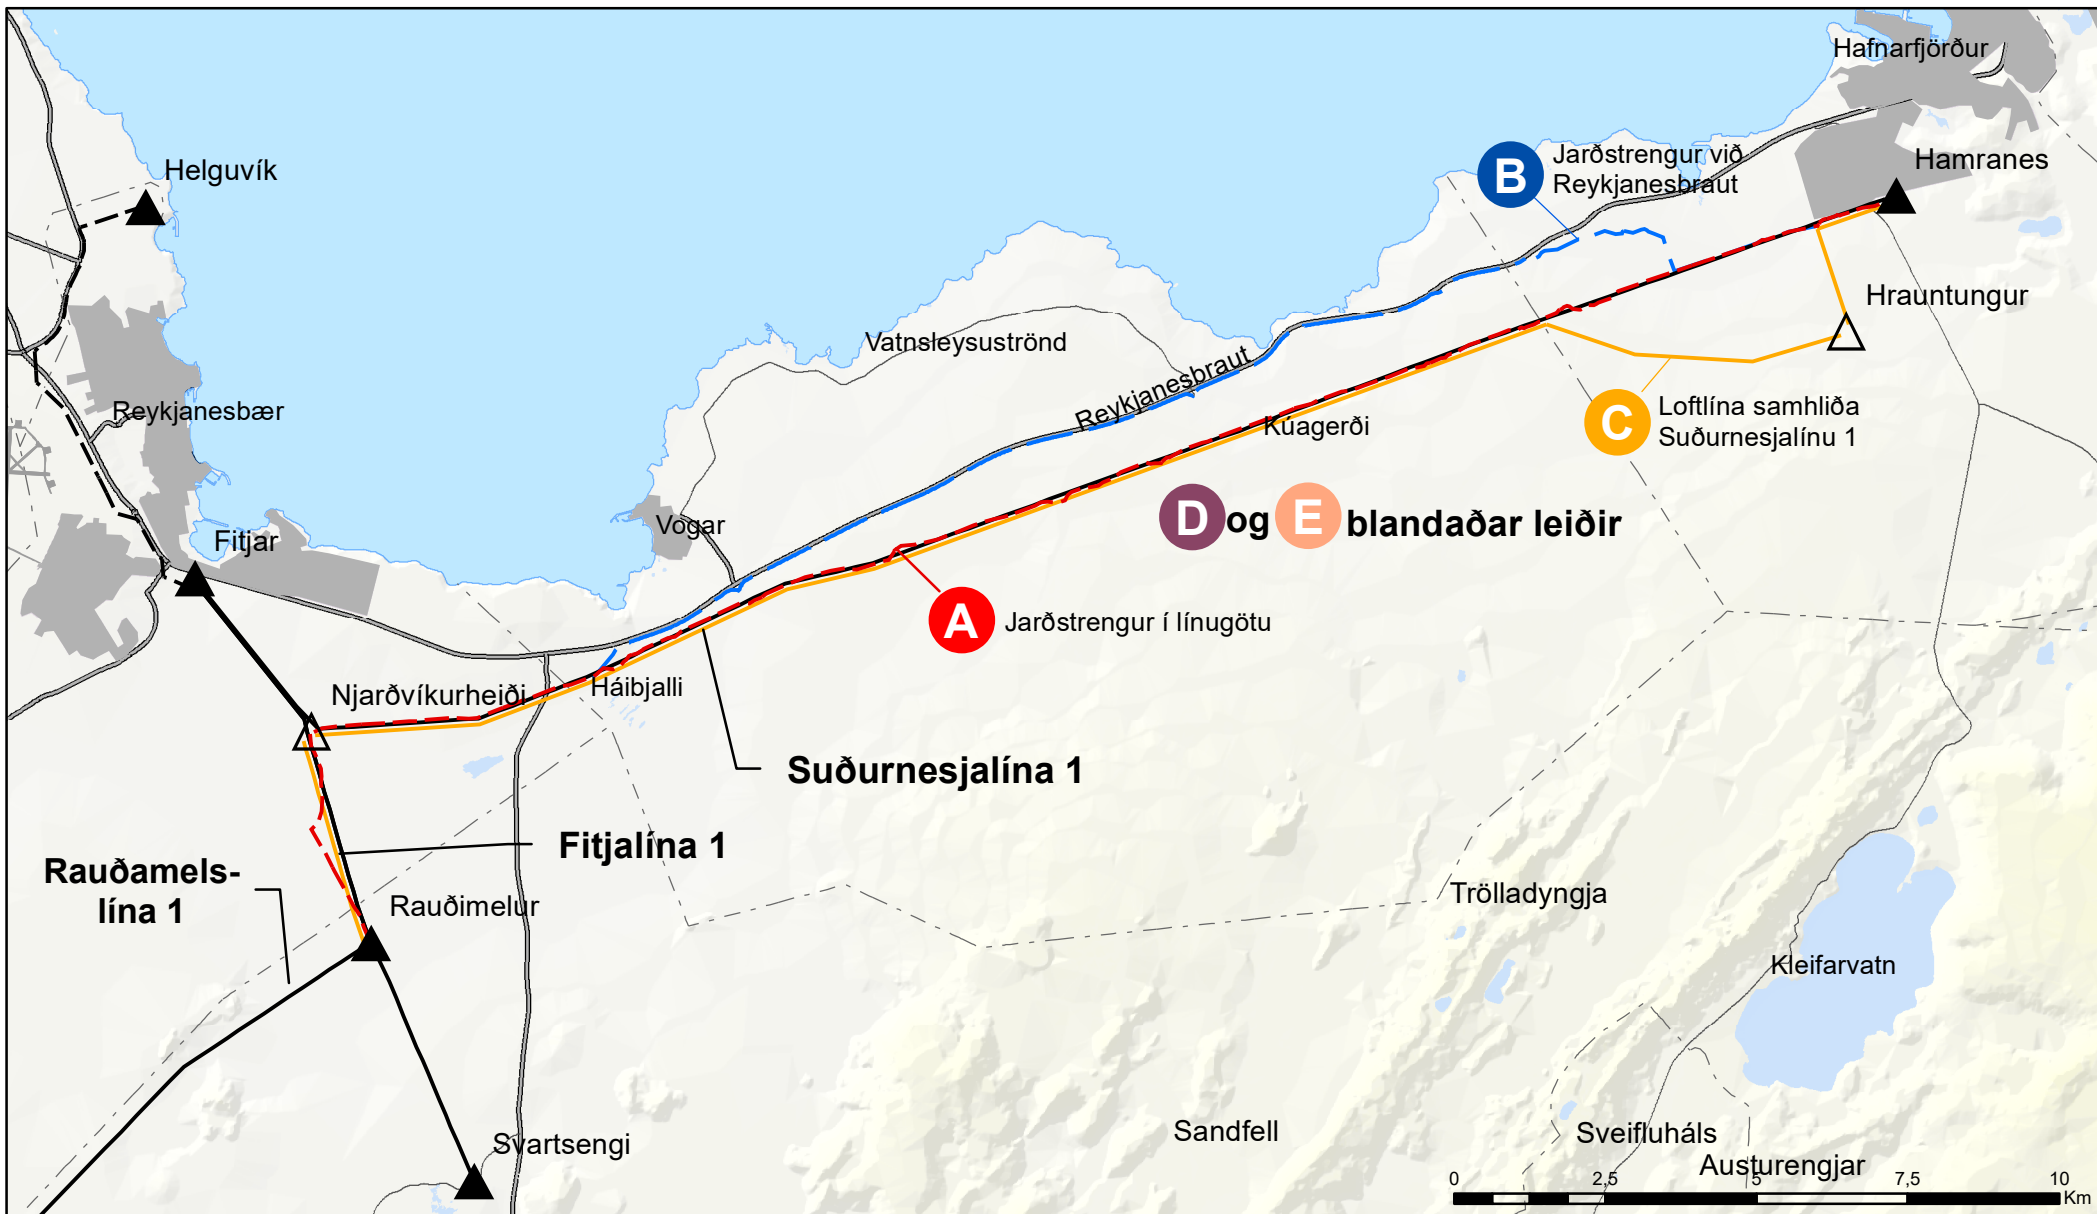 Hafnarfjörður
B
Jarðstrengur við
Reykjanesbraut
Hamranes
Helguvík
Hrauntungur
Vatnsleysuströnd
Reykjanesbraut
Reykjanesbær
C
Loftlína samhliða
Suðurnesjalínu 1
Kúagerði
D og E blandaðar leiðir
Vogar
Fitjar
A
Jarðstrengur í línugötu
Njarðvíkurheiði
Háibjalli
Suðurnesjalína 1
Fitjalína 1
Rauðamels-
lína 1
Rauðimelur
Trölladyngja
Kleifarvatn
Sandfell
Sveifluháls
Svartsengi
Austurengjar
0 2,5 5 7,5 10
Km